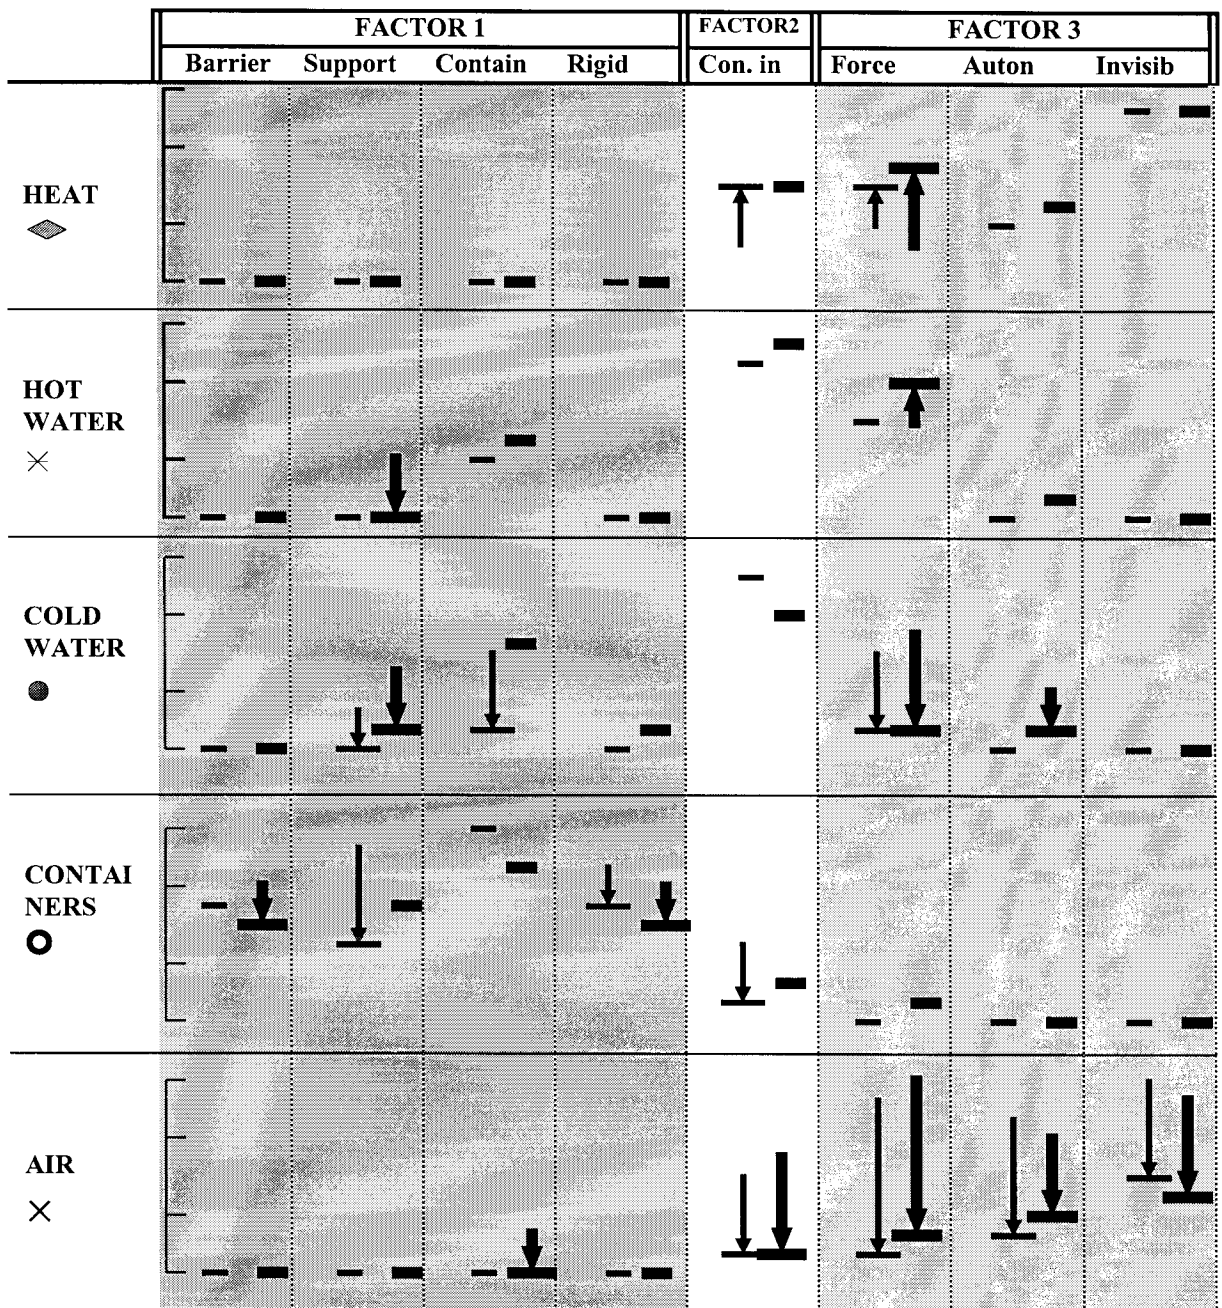 FACTOR 1 FACTOR2 FACTOR 3
Barrier Support Contain Rigid Con. in Force Auton Invisib
HEAT
HOT
WATER
COLD
WATER
CONTAI
NERS
AIR